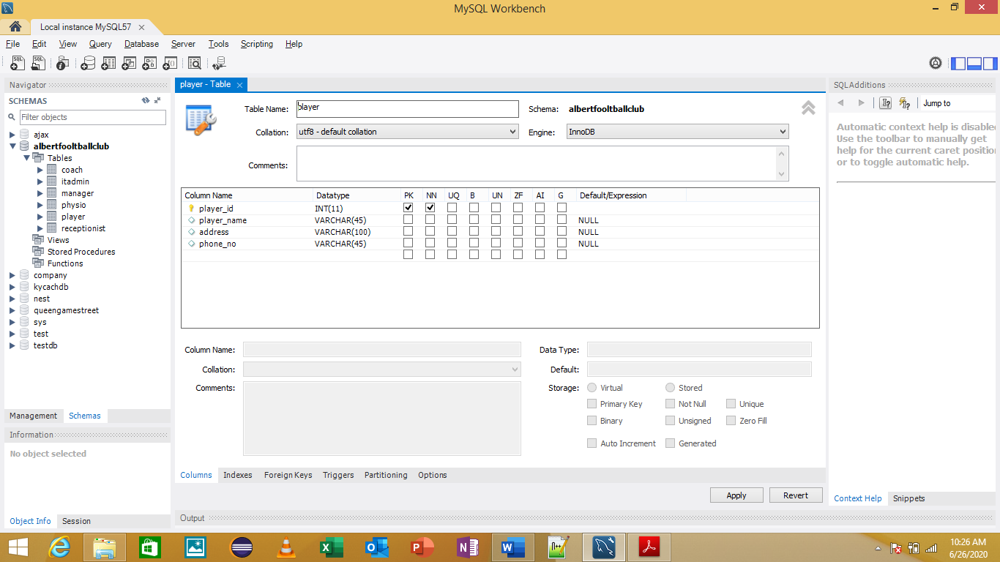 MySQL Workbench
Local instance MySQL57
File Edit View Query Database Server Tools Scripting Help
Navigator
SCHEMAS
Filter objects
ajax
albertfooltballclub
Tables
coach
itadmin
manager
physio
player
receptionist
Views
Stored Procedures
Functions
company
kycachdb
nest
queengamestreet
sys
test
testdb
Management Schemas
Information
No object selected
Object Info Session
player - Table
Table Name: player Schema: albertfooltballclub
Collation: utf8 - default collation Engine: InnoDB
Comments:
Column Name Datatype PK NN UQ B UN ZF AI G Default/Expression
player_id INT(11)
player_name VARCHAR(45) NULL
address VARCHAR(100) NULL
phone_no VARCHAR(45) NULL
Column Name: Data Type:
Collation: Default:
Comments: Storage: Virtual Stored
Primary Key Not Null Unique
Binary Unsigned Zero Fill
Auto Increment Generated
Columns Indexes Foreign Keys Triggers Partitioning Options
Apply Revert
Output
SQLAdditions
Jump to
Automatic context help is disabled
Use the toolbar to manually get
help for the current caret position
or to toggle automatic help.
Context Help Snippets
10:26 AM
6/26/2020